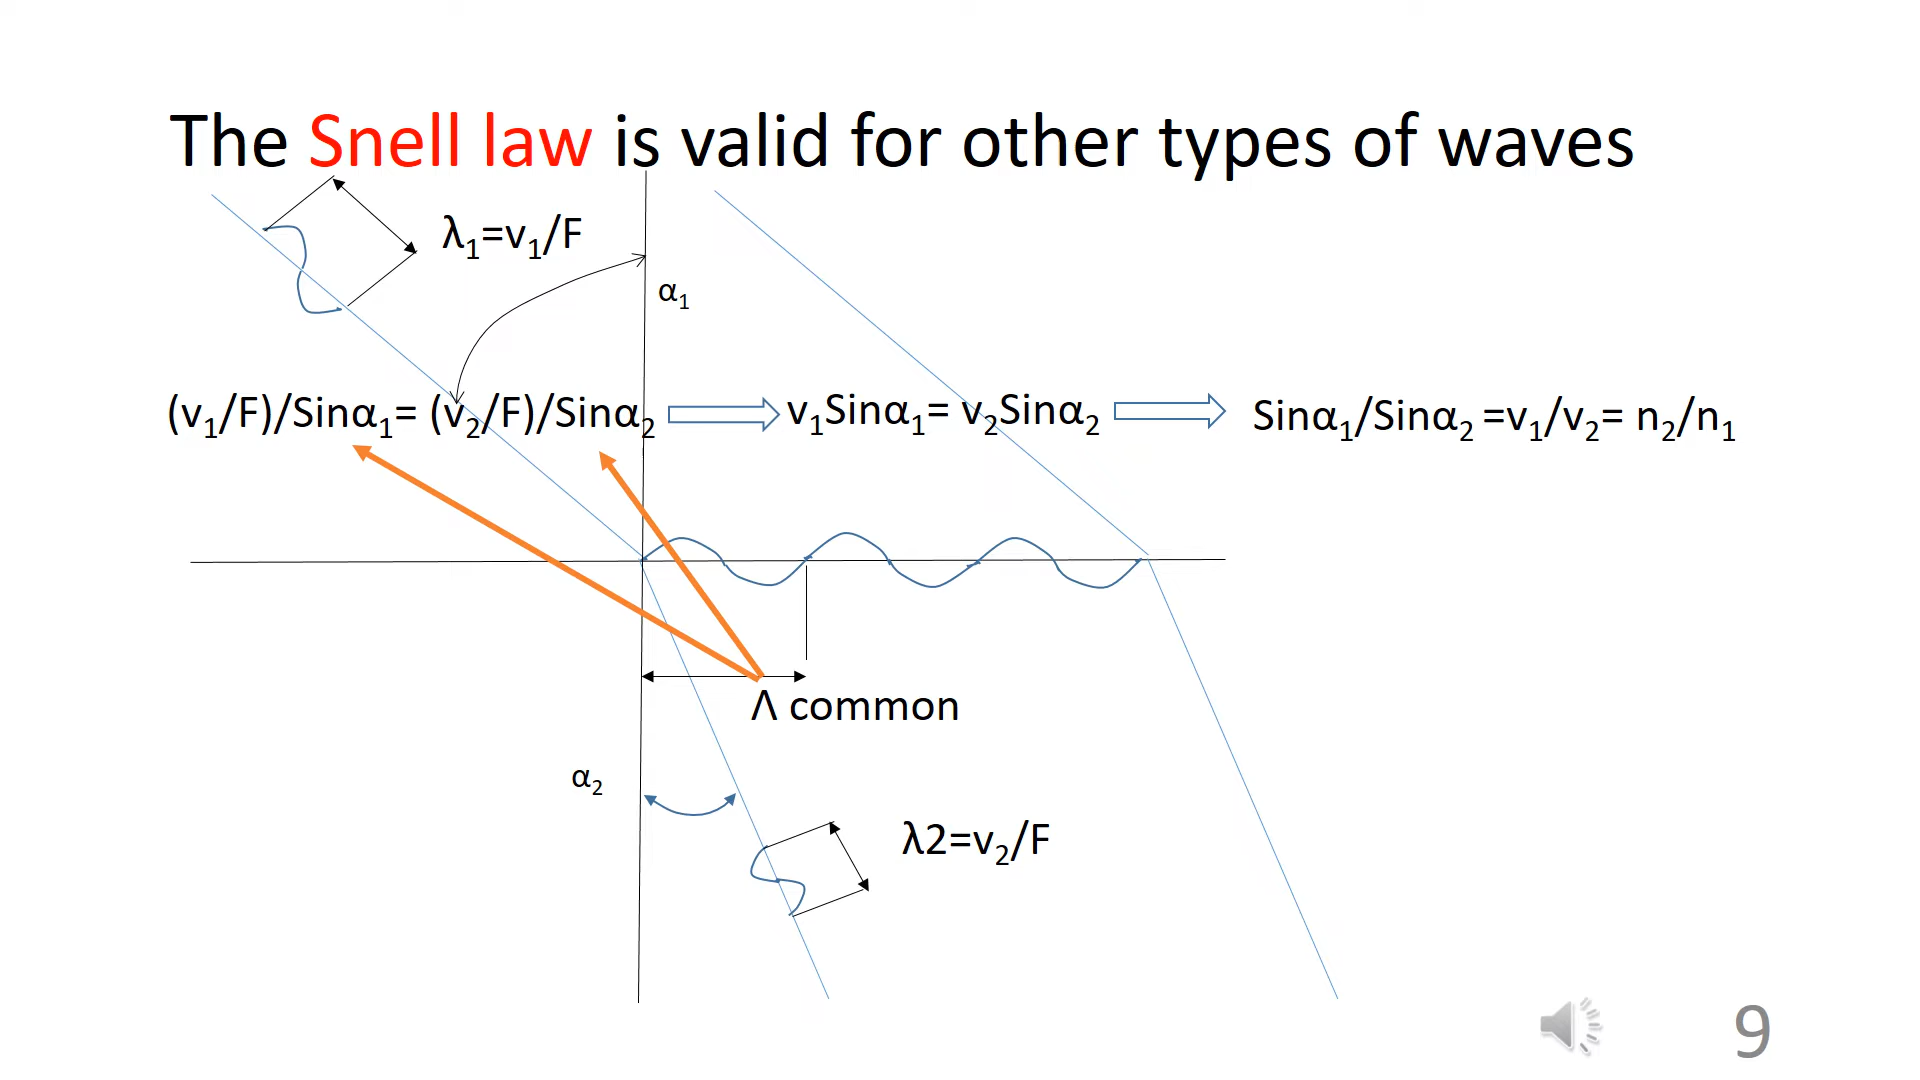 The Snell law is valid for other types of waves
λ₁=v₁/F
α₁
(v₁/F)/Sinα₁= (v₂/F)/Sinα₂
v₁Sinα₁= v₂Sinα₂
Sinα₁/Sinα₂ =v₁/v₂= n₂/n₁
Λ common
α₂
λ2=v₂/F
9